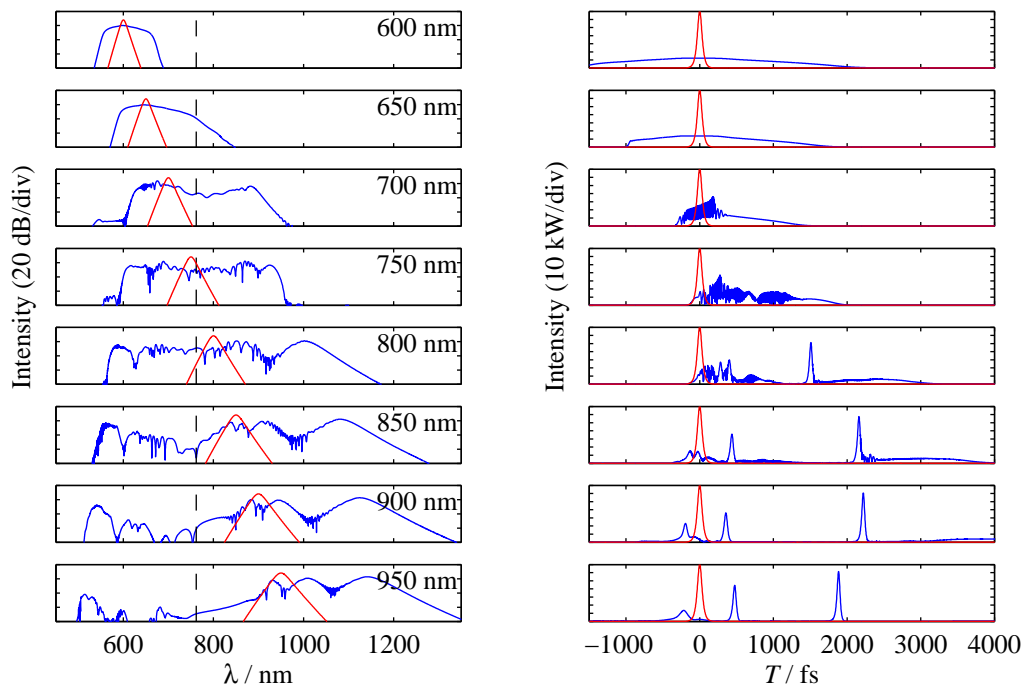 600 nm
650 nm
700 nm
750 nm
800 nm
850 nm
900 nm
950 nm
Intensity (20 dB/div)
600 800 1000 1200
λ / nm
Intensity (10 kW/div)
−1000 0 1000 2000 3000 4000
T / fs